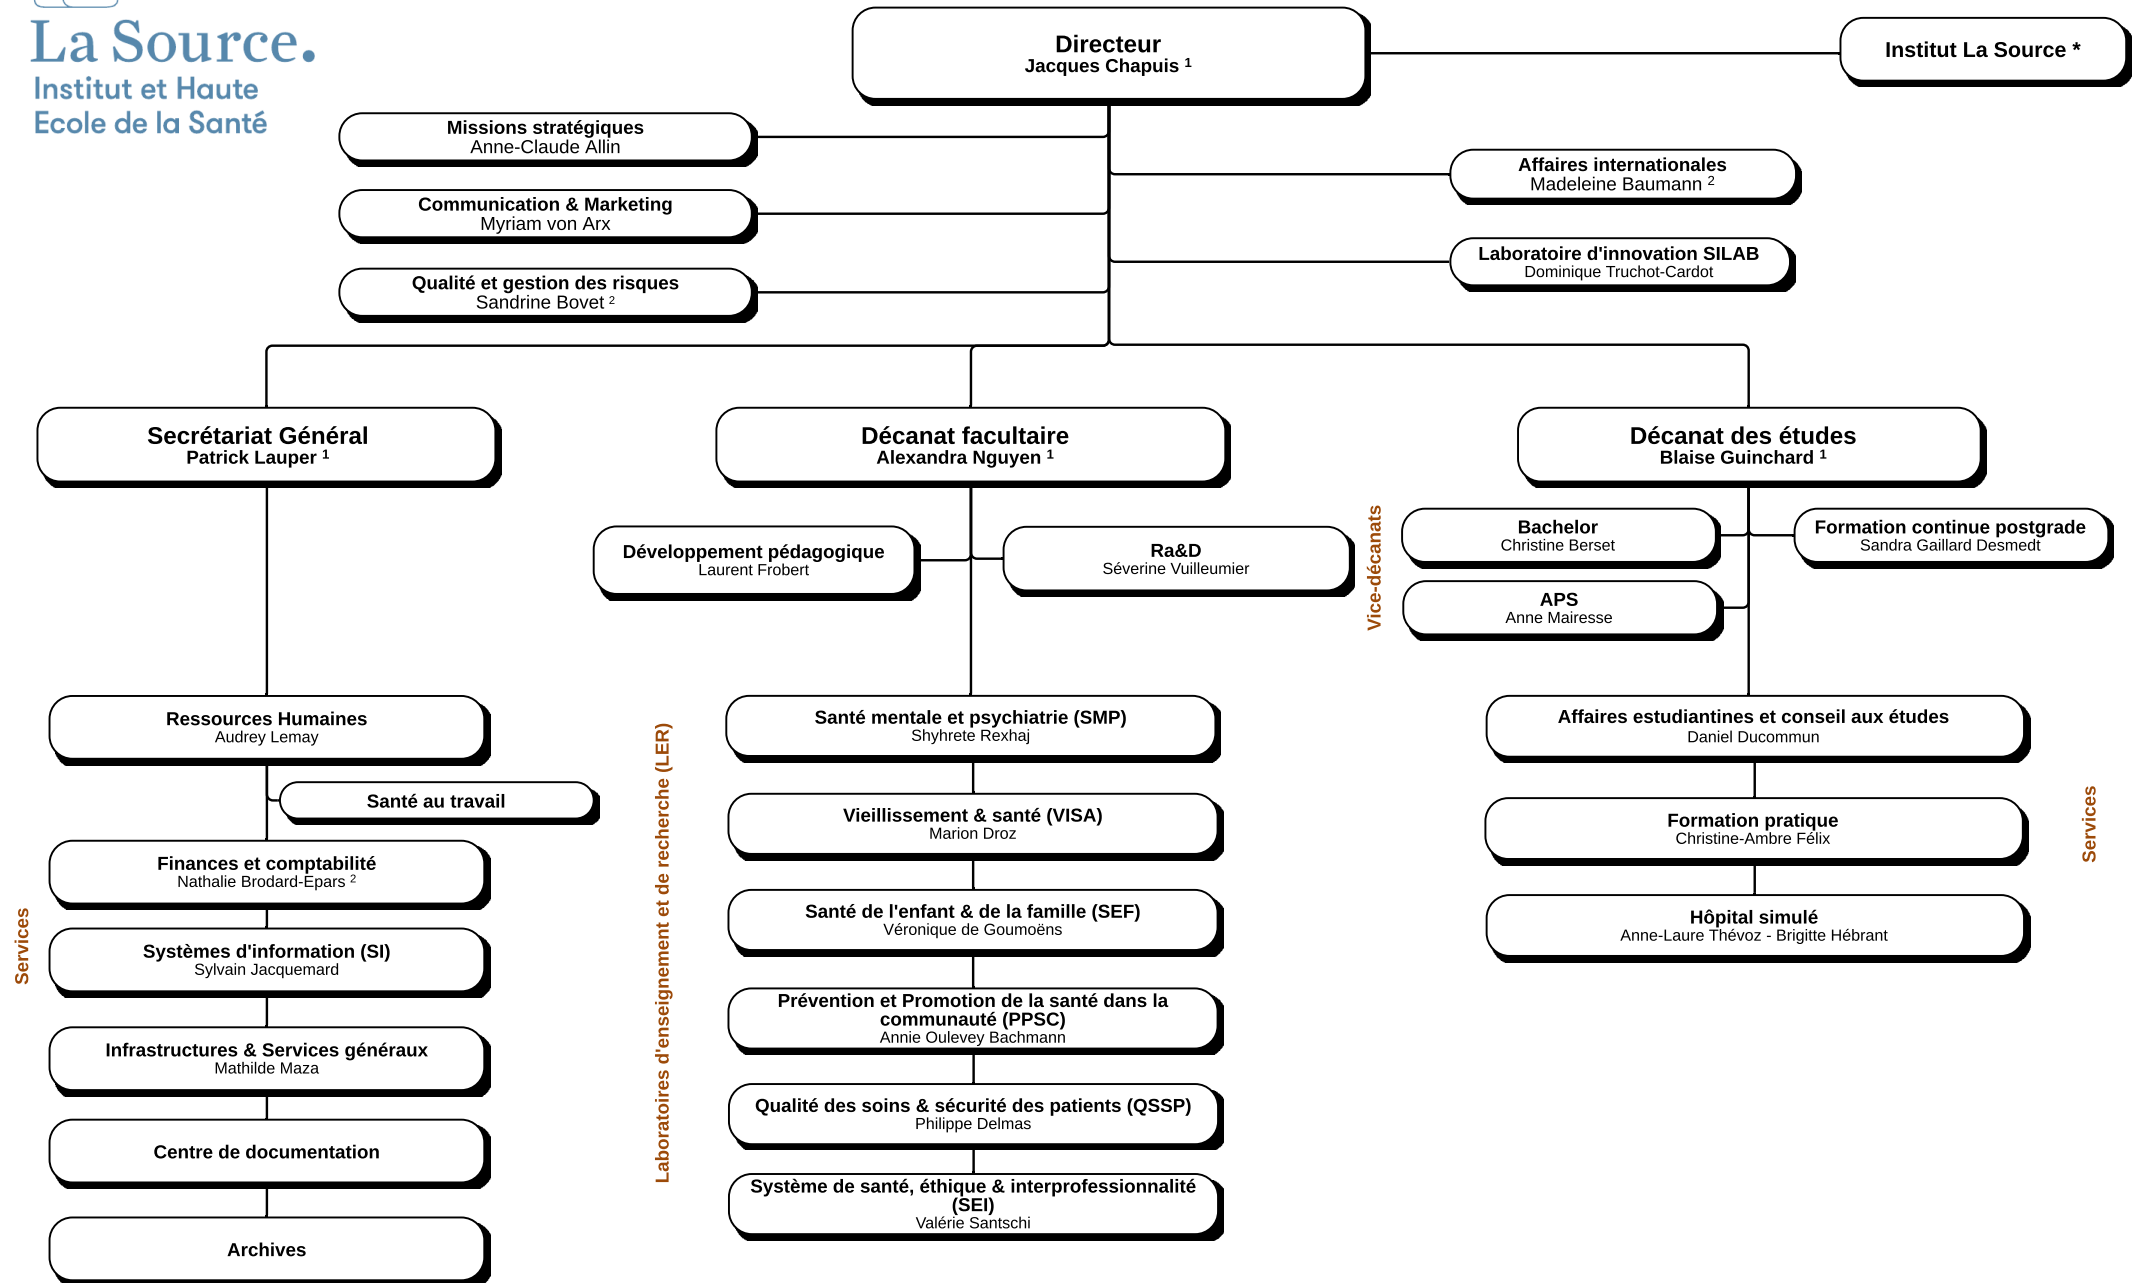 La Source.
Institut et Haute
Ecole de la Santé
Directeur
Jacques Chapuis 1
Institut La Source *
Missions stratégiques
Anne-Claude Allin
Affaires internationales
Madeleine Baumann 2
Communication & Marketing
Myriam von Arx
Laboratoire d'innovation SILAB
Dominique Truchot-Cardot
Qualité et gestion des risques
Sandrine Bovet 2
Secrétariat Général
Patrick Lauper 1
Décanat facultaire
Alexandra Nguyen 1
Décanat des études
Blaise Guinchard 1
Développement pédagogique
Laurent Frobert
Ra&D
Séverine Vuilleumier
Vice-décanats
Bachelor
Christine Berset
Formation continue postgrade
Sandra Gaillard Desmedt
APS
Anne Mairesse
Services
Ressources Humaines
Audrey Lemay
Santé au travail
Finances et comptabilité
Nathalie Brodard-Epars 2
Systèmes d'information (SI)
Sylvain Jacquemard
Infrastructures & Services généraux
Mathilde Maza
Centre de documentation
Archives
Laboratoires d'enseignement et de recherche (LER)
Santé mentale et psychiatrie (SMP)
Shyhrete Rexhaj
Vieillissement & santé (VISA)
Marion Droz
Santé de l'enfant & de la famille (SEF)
Véronique de Goumoëns
Prévention et Promotion de la santé dans la
communauté (PPSC)
Annie Oulevey Bachmann
Qualité des soins & sécurité des patients (QSSP)
Philippe Delmas
Système de santé, éthique & interprofessionnalité
(SEI)
Valérie Santschi
Affaires estudiantines et conseil aux études
Daniel Ducommun
Formation pratique
Christine-Ambre Félix
Hôpital simulé
Anne-Laure Thévoz - Brigitte Hébrant
Services